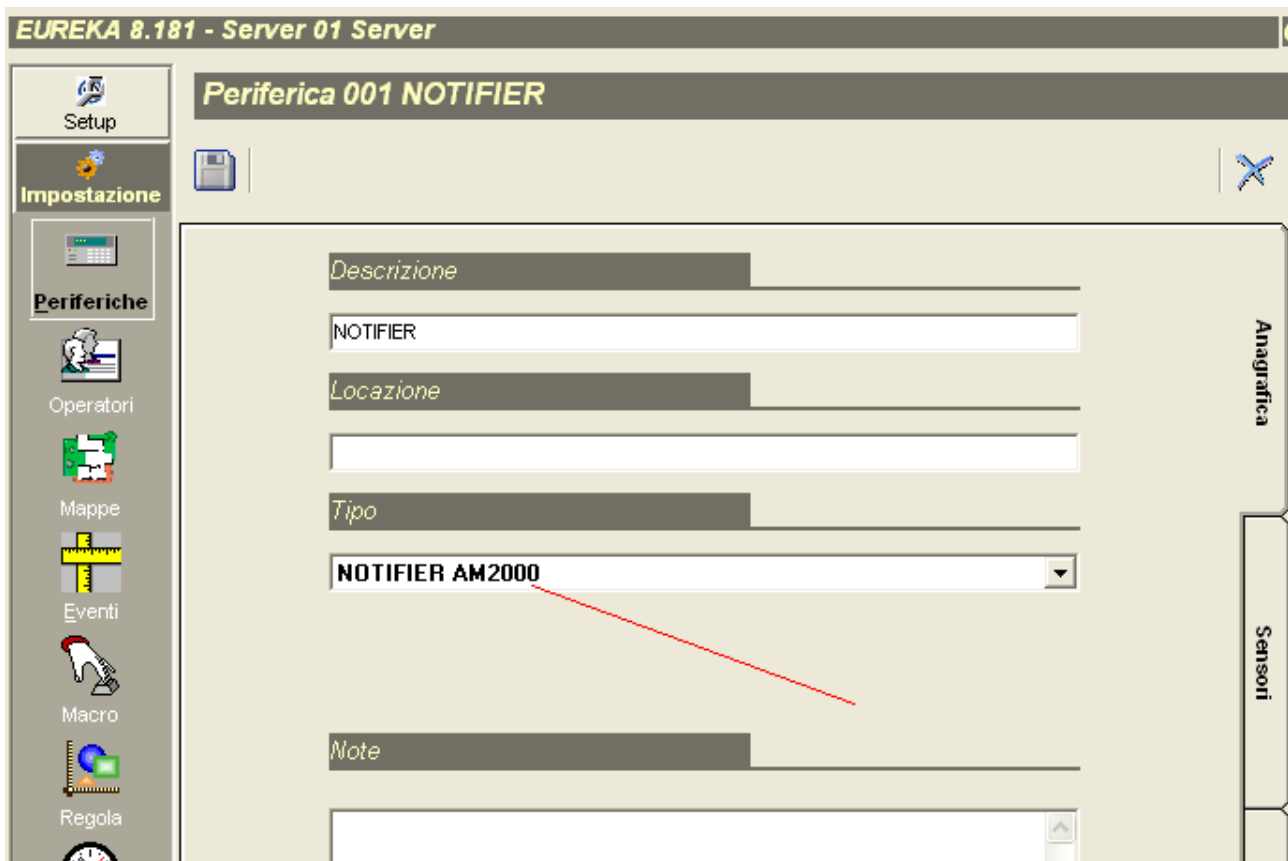 EUREKA 8.181 - Server 01 Server
Setup
Impostazione
Periferiche
Operatori
Mappe
Eventi
Macro
Regola
Periferica 001 NOTIFIER
Descrizione
NOTIFIER
Locazione
Tipo
NOTIFIER AM2000
Note
Anagrafica
Sensori